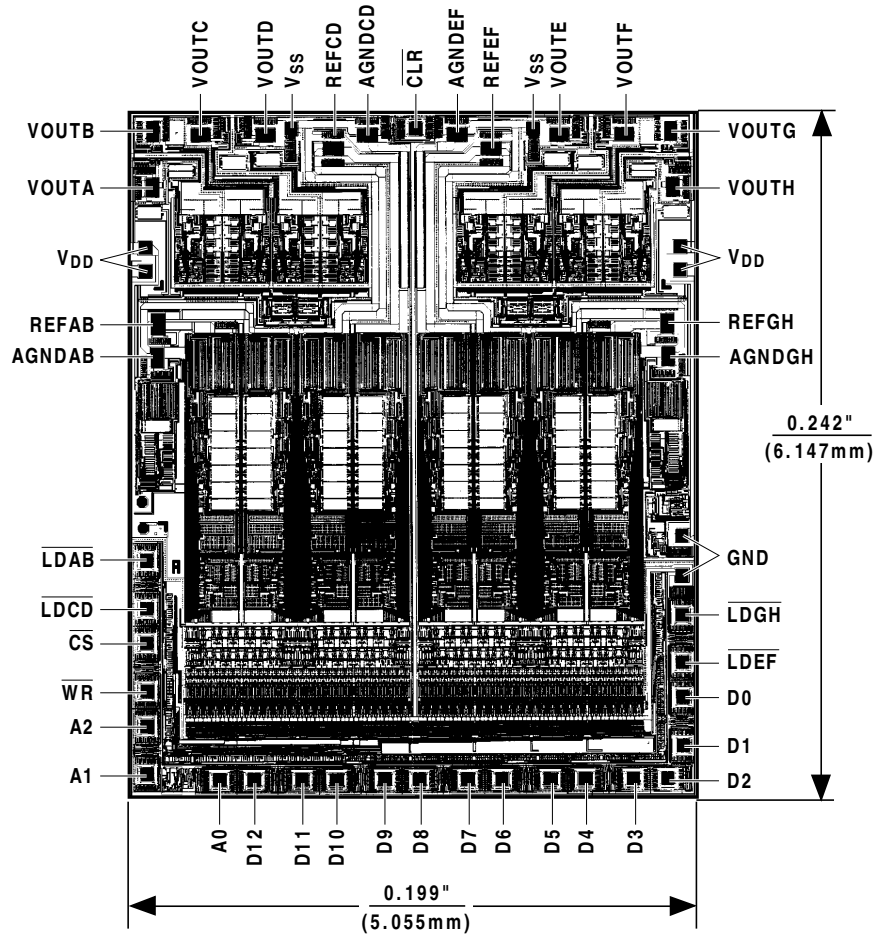 VOUTC
VOUTD
VSS
REFCD
AGNDCD
CLR
AGNDEF
REFEF
VSS
VOUTE
VOUTF
VOUTB
VOUTA
VDD
REFAB
AGNDAB
LDAB
LDCD
CS
WR
A2
A1
VOUTG
VOUTH
VDD
REFGH
AGNDGH
GND
LDGH
LDEF
D0
D1
D2
0.242"
(6.147mm)
A0
D12
D11
D10
D9
D8
D7
D6
D5
D4
D3
0.199"
(5.055mm)